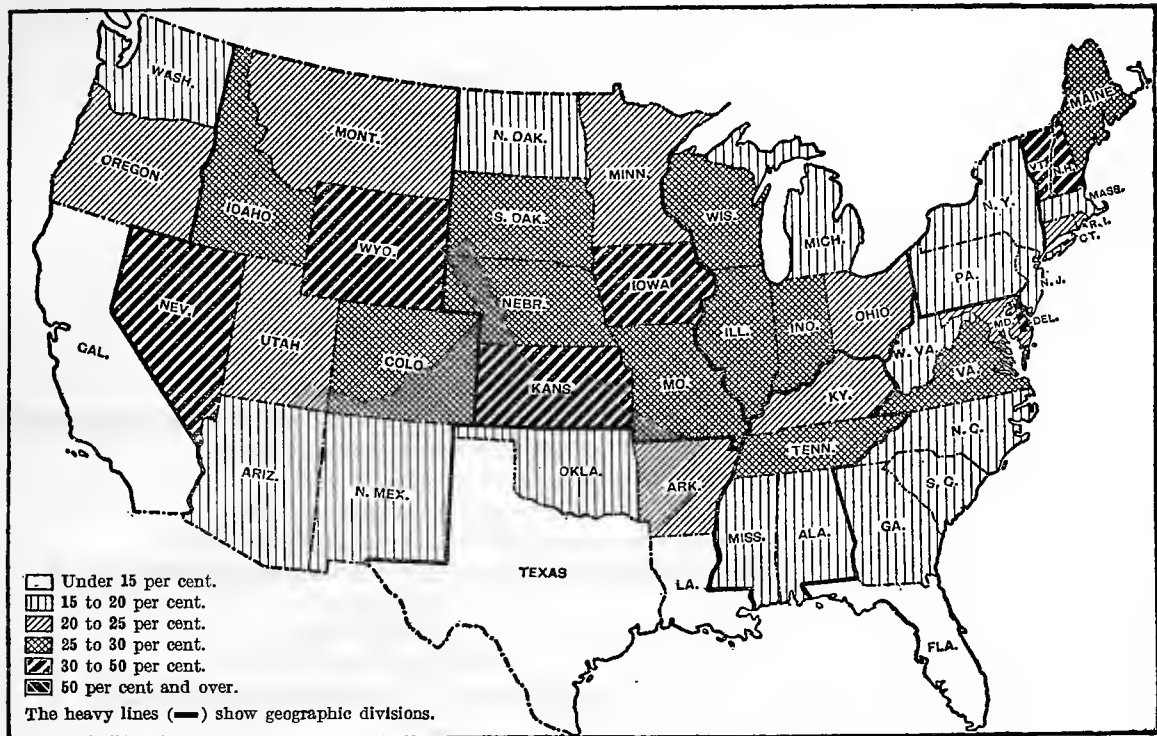 WASH.
MONT.
N. DAK.
MINN.
OREGON
IDAHO
S. DAK.
WIS.
MICH.
N.Y.
MAINE
VT.
N.H.
MASS.
R.I.
CT.
WYO.
NEBR.
IOWA
PA.
N.J.
NEV.
UTAH
COLO.
ILL.
IND.
OHIO
MD.
DEL.
CAL.
KANS.
MO.
W. VA.
VA.
KY.
ARIZ.
N. MEX.
OKLA.
ARK.
TENN.
N.C.
S.C.
MISS.
ALA.
GA.
TEXAS
LA.
FLA.
Under 15 per cent.
15 to 20 per cent.
20 to 25 per cent.
25 to 30 per cent.
30 to 50 per cent.
50 per cent and over.
The heavy lines (━) show geographic divisions.